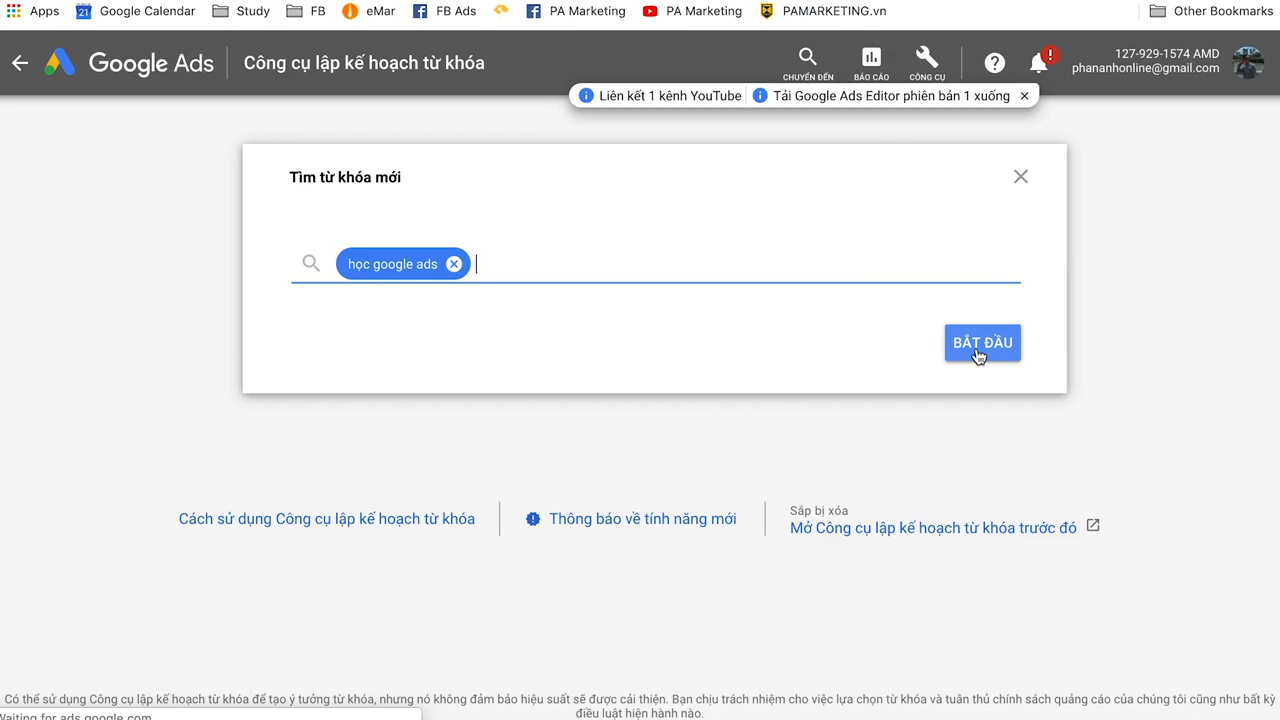 Apps Google Calendar Study FB eMar FB Ads PA Marketing PA Marketing PAMARKETING.vn Other Bookmarks
21
Google Ads Công cụ lập kế hoạch từ khóa
CHUYỂN ĐẾN BÁO CÁO CÔNG CỤ
127-929-1574 AMD
phananhonline@gmail.com
Liên kết 1 kênh YouTube Tải Google Ads Editor phiên bản 1 xuống
Tìm từ khóa mới
học google ads
BẮT ĐẦU
Cách sử dụng Công cụ lập kế hoạch từ khóa
Thông báo về tính năng mới
Sắp bị xóa
Mở Công cụ lập kế hoạch từ khóa trước đó
Có thể sử dụng Công cụ lập kế hoạch từ khóa để tạo ý tưởng từ khóa, nhưng nó không đảm bảo hiệu suất sẽ được cải thiện. Bạn chịu trách nhiệm cho việc lựa chọn từ khóa và tuân thủ chính sách quảng cáo của chúng tôi cũng như bất kỳ
điều luật hiện hành nào.
Waiting for ads.google.com